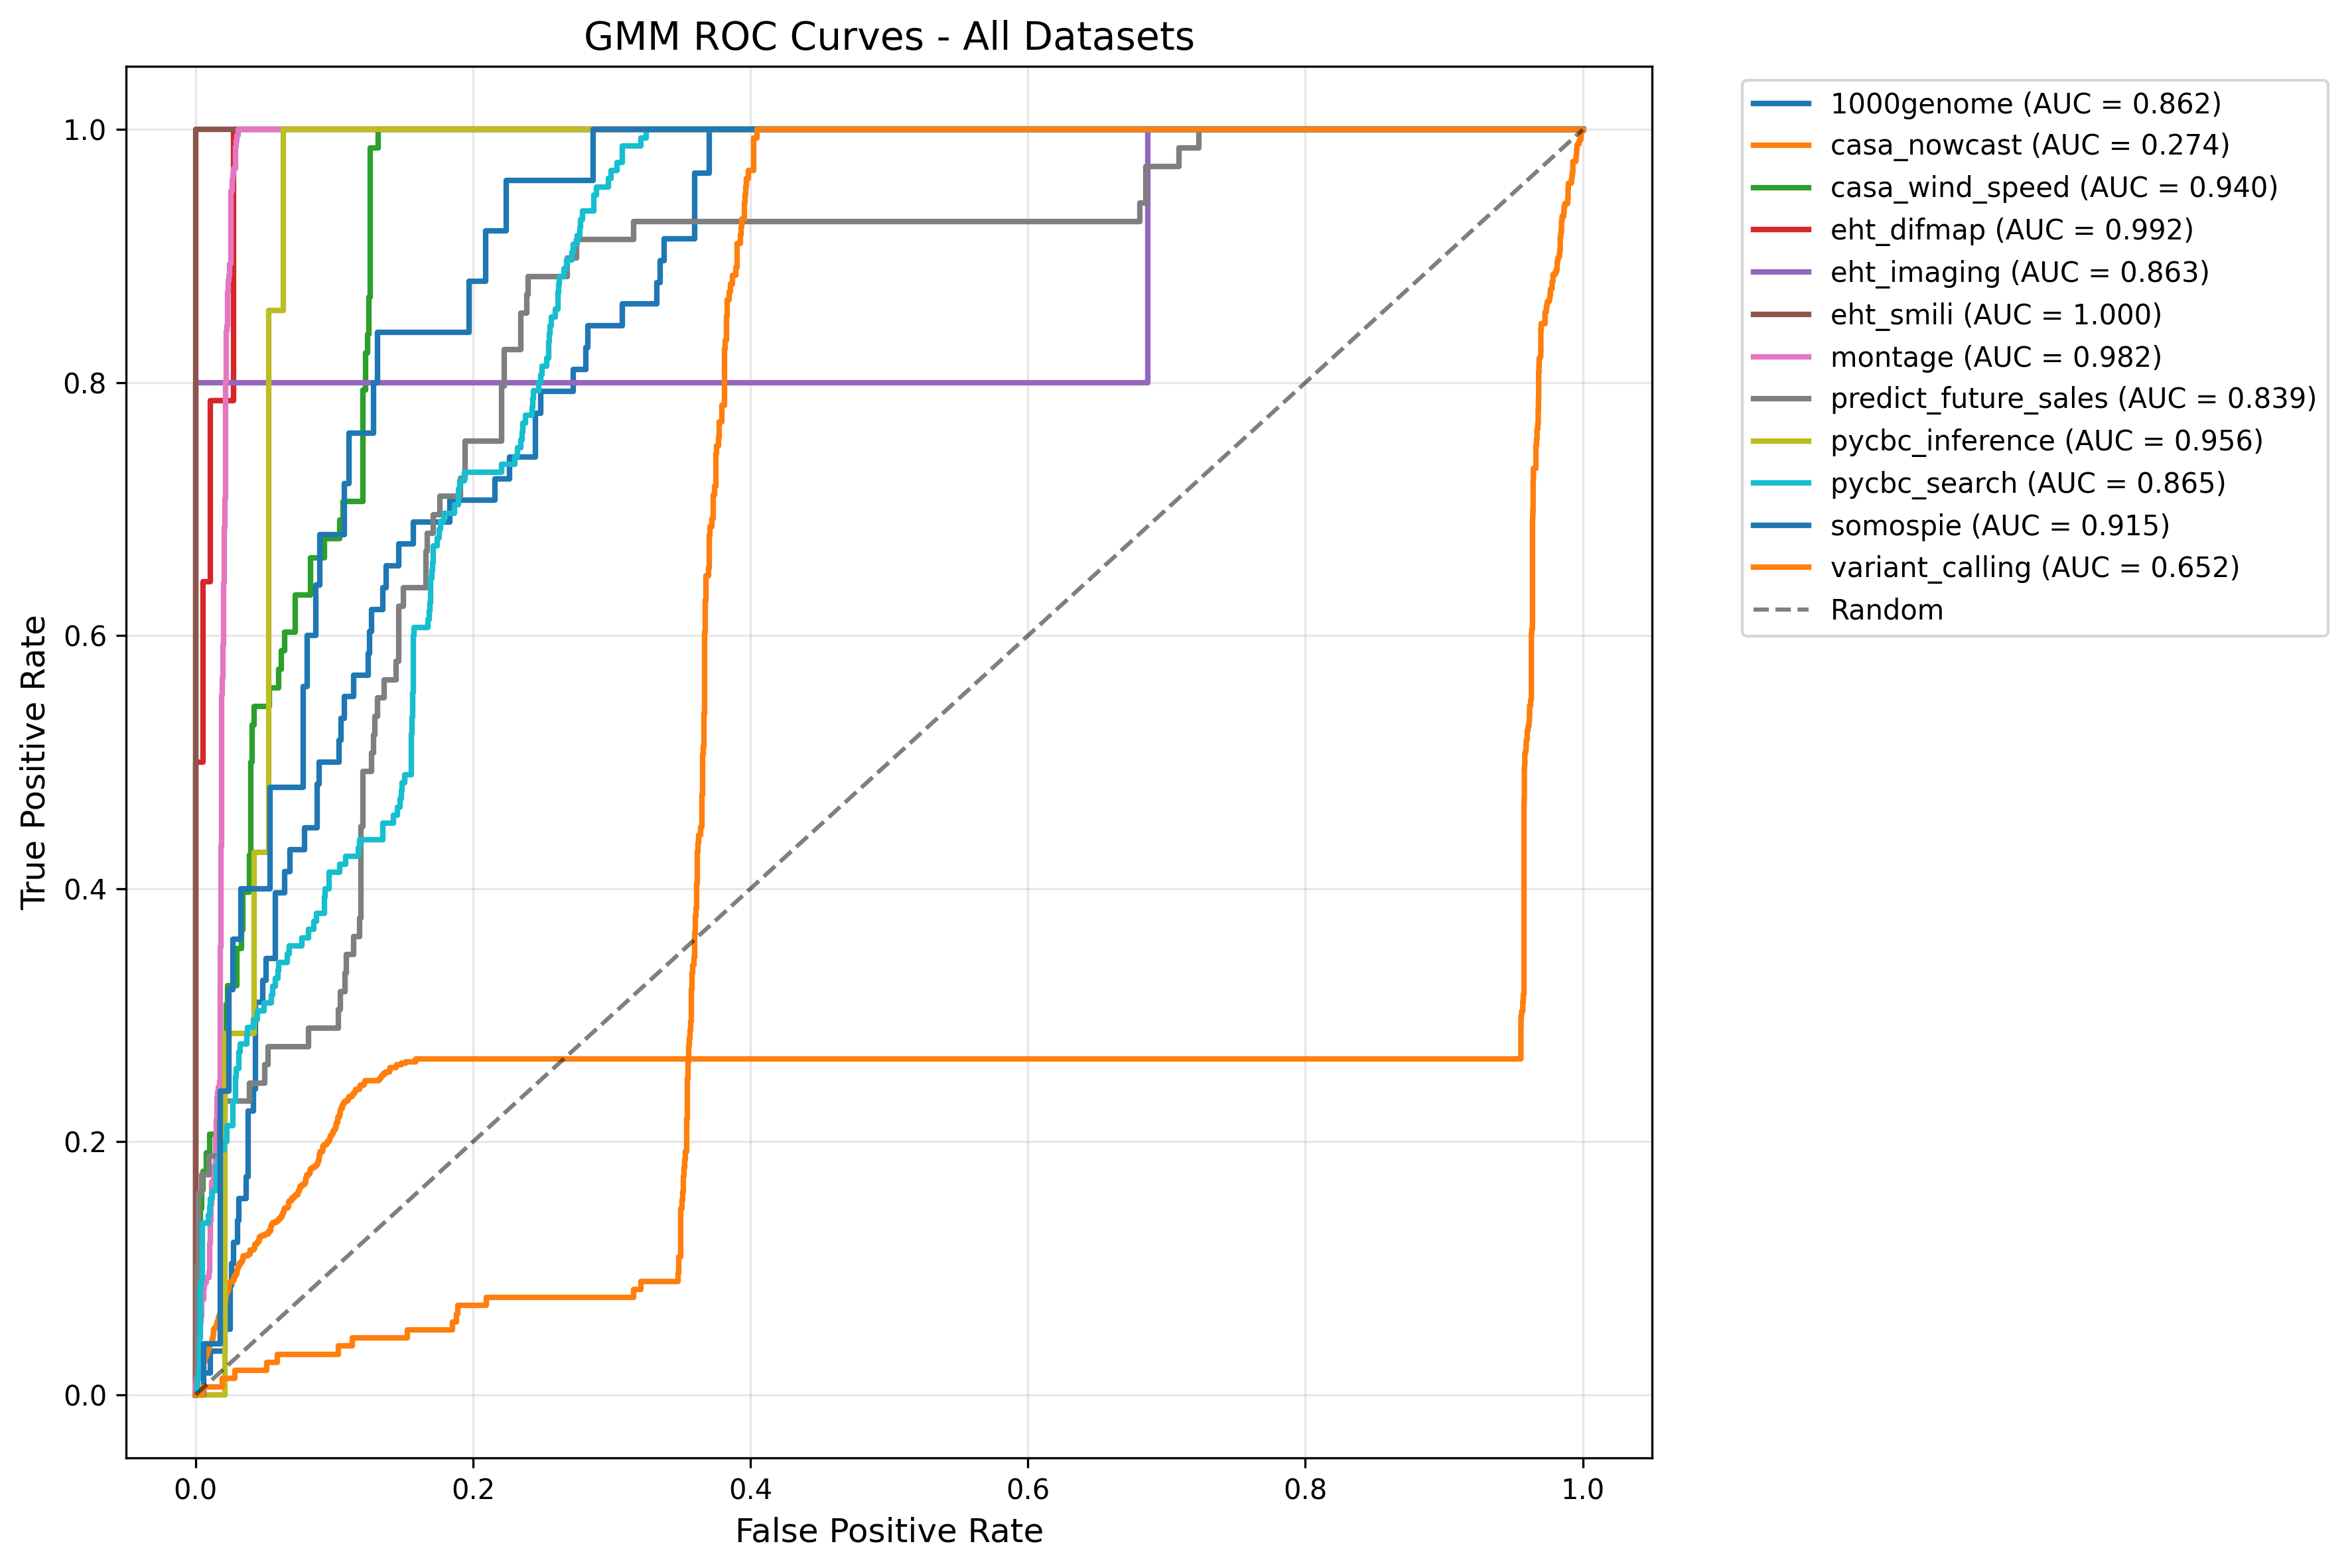 GMM ROC Curves - All Datasets
True Positive Rate
1.0
0.8
0.6
0.4
0.2
0.0
0.0 0.2 0.4 0.6 0.8 1.0
False Positive Rate
1000genome (AUC = 0.862)
casa_nowcast (AUC = 0.274)
casa_wind_speed (AUC = 0.940)
eht_difmap (AUC = 0.992)
eht_imaging (AUC = 0.863)
eht_smili (AUC = 1.000)
montage (AUC = 0.982)
predict_future_sales (AUC = 0.839)
pycbc_inference (AUC = 0.956)
pycbc_search (AUC = 0.865)
somospie (AUC = 0.915)
variant_calling (AUC = 0.652)
Random